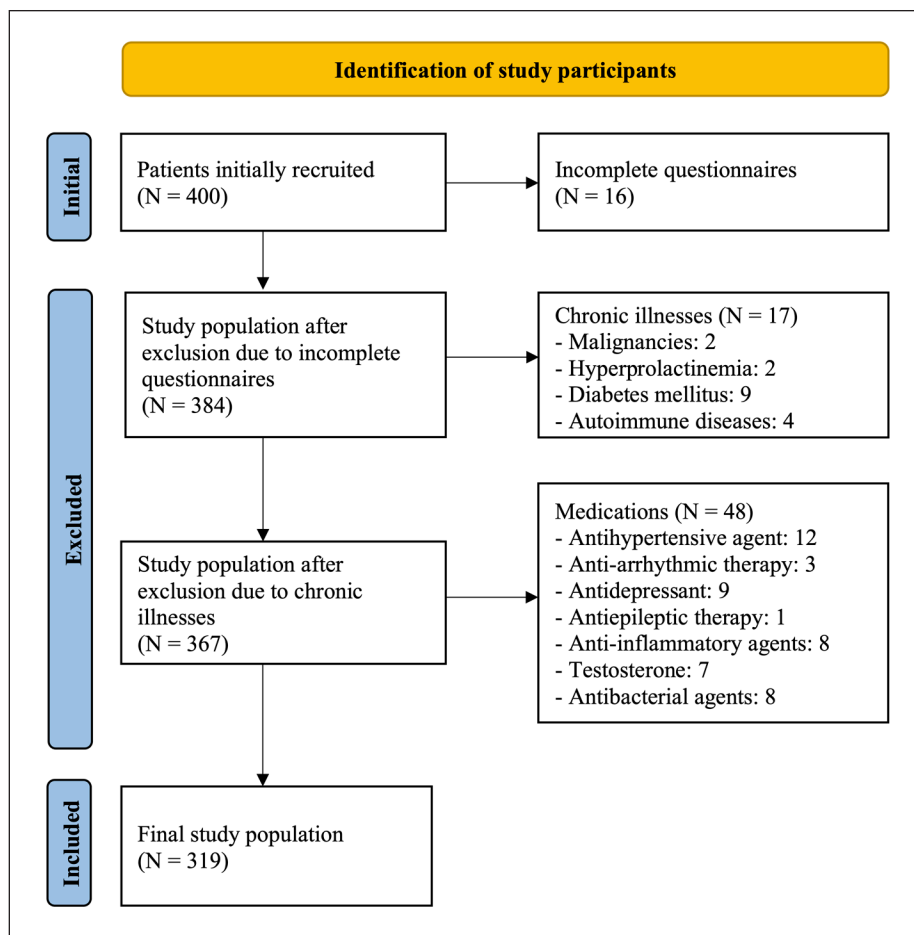 Identification of study participants
Initial
Patients initially recruited
(N = 400)
Incomplete questionnaires
(N = 16)
Excluded
Study population after
exclusion due to incomplete
questionnaires
(N = 384)
Chronic illnesses (N = 17)
- Malignancies: 2
- Hyperprolactinemia: 2
- Diabetes mellitus: 9
- Autoimmune diseases: 4
Study population after
exclusion due to chronic
illnesses
(N = 367)
Medications (N = 48)
- Antihypertensive agent: 12
- Anti-arrhythmic therapy: 3
- Antidepressant: 9
- Antiepileptic therapy: 1
- Anti-inflammatory agents: 8
- Testosterone: 7
- Antibacterial agents: 8
Included
Final study population
(N = 319)